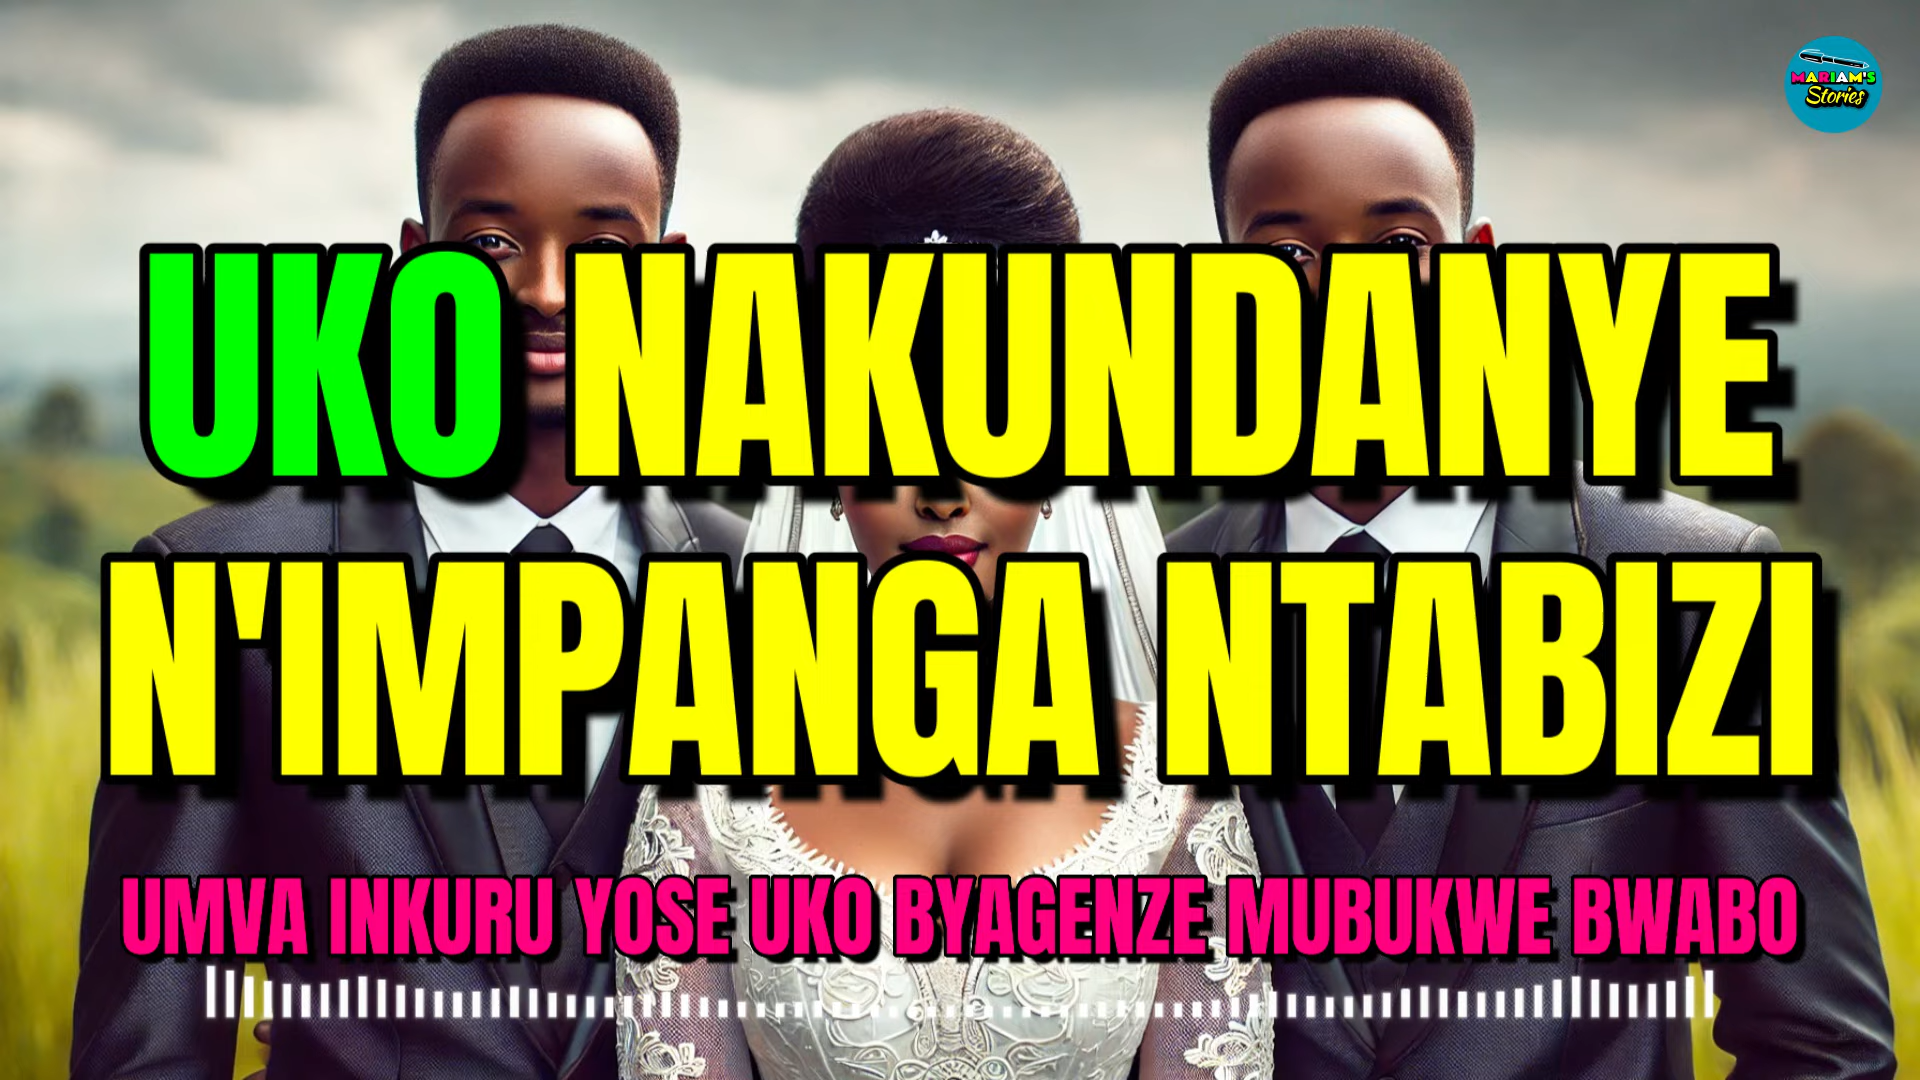 MARIAM'S
Stories
UKO NAKUNDANYE
N'IMPANGA NTABIZI
UMVA INKURU YOSE UKO BYAGENZE MUBUKWE BWABO